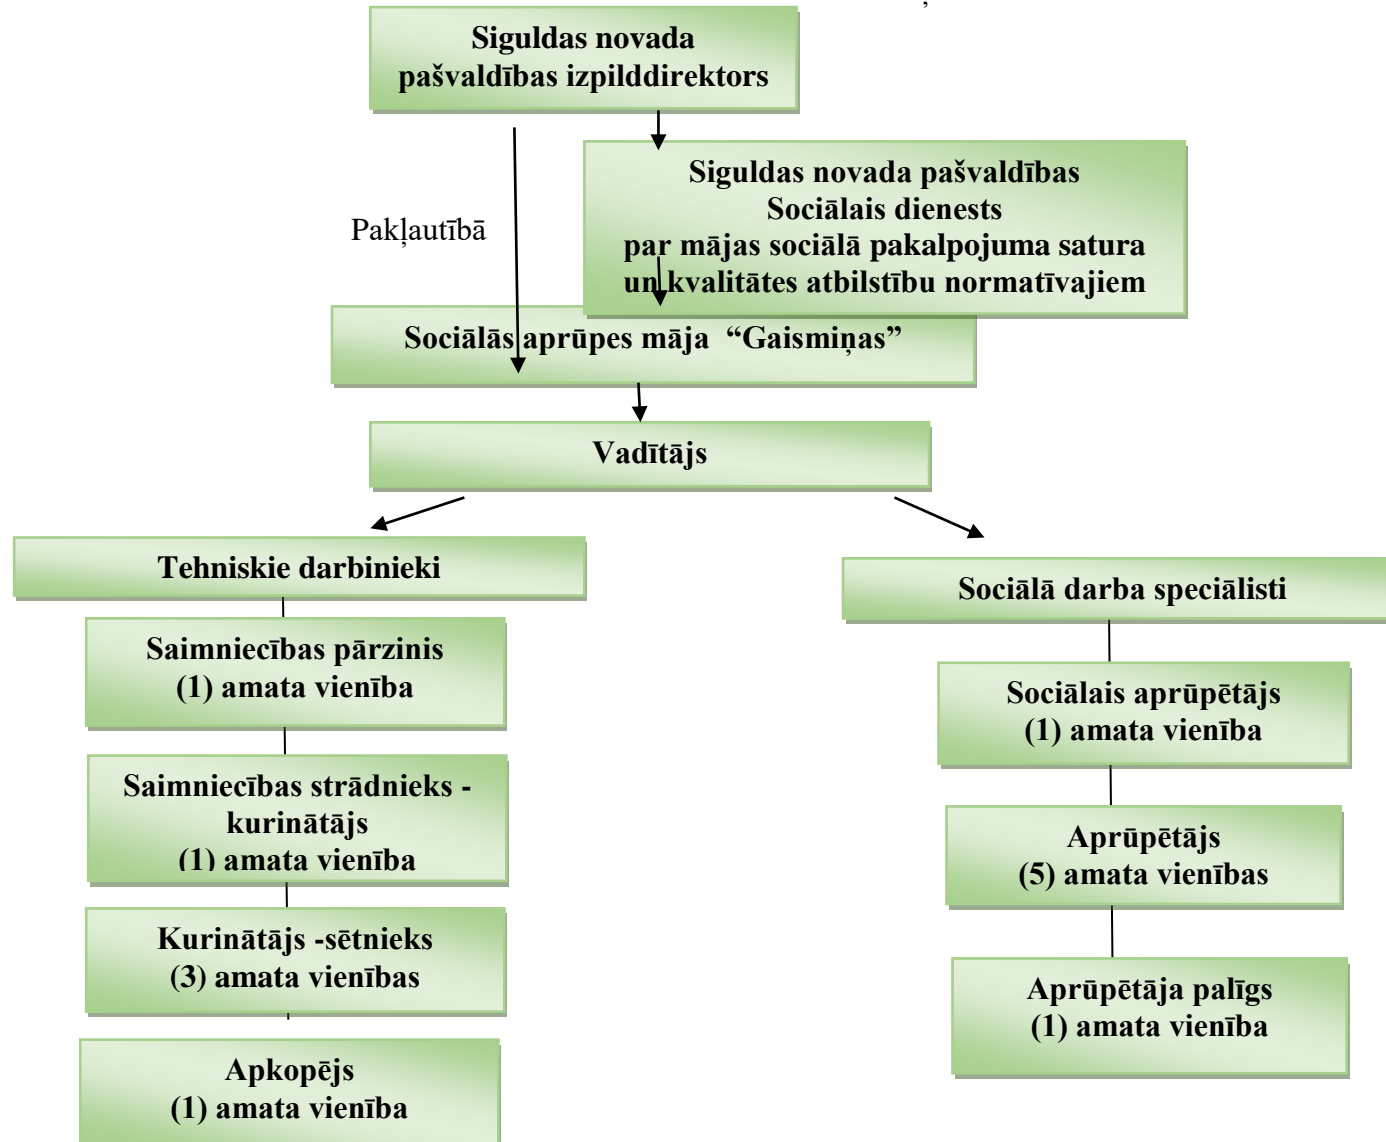 Siguldas novada
pašvaldības izpilddirektors
Siguldas novada pašvaldības
Sociālais dienests
par mājas sociālā pakalpojuma satura
un kvalitātes atbilstību normatīvajiem
Pakļautībā
Sociālās aprūpes māja “Gaismiņas”
Vadītājs
Tehniskie darbinieki
Saimniecības pārzinis
(1) amata vienība
Saimniecības strādnieks -
kurinātājs
(1) amata vienība
Kurinātājs -sētnieks
(3) amata vienības
Apkopējs
(1) amata vienība
Sociālā darba speciālisti
Sociālais aprūpētājs
(1) amata vienība
Aprūpētājs
(5) amata vienības
Aprūpētāja palīgs
(1) amata vienība